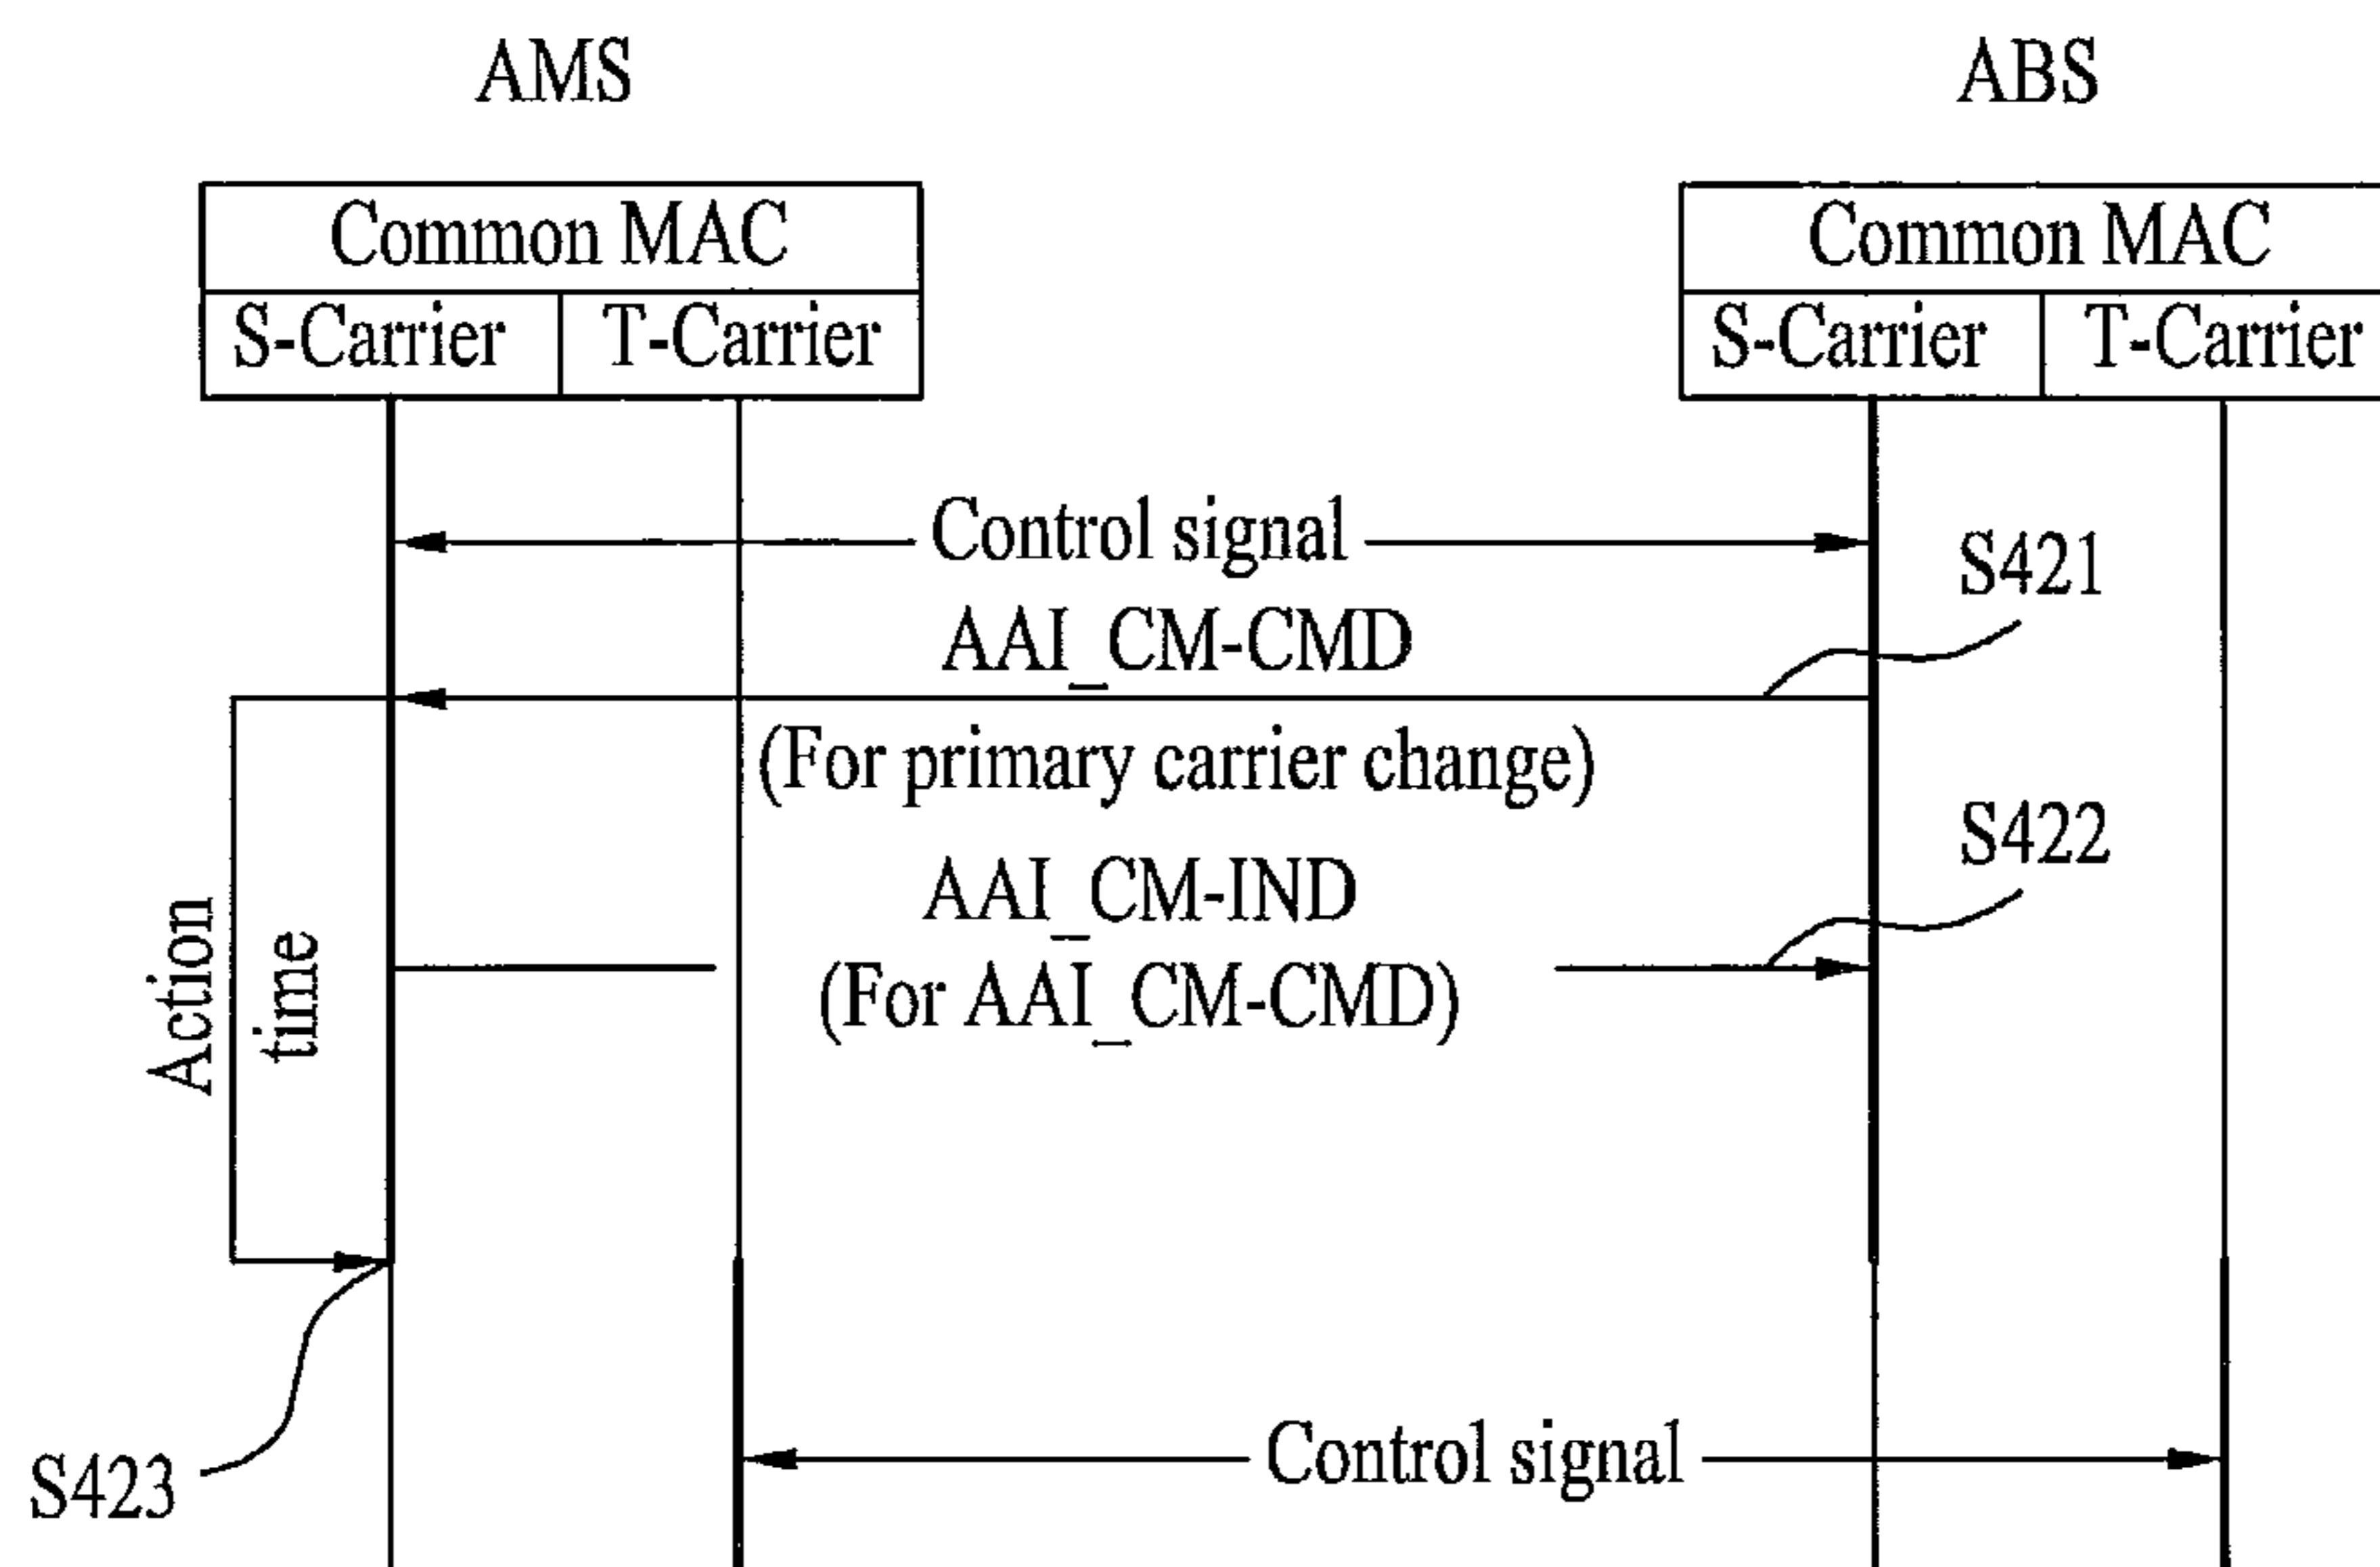 AMS
ABS
Common MAC
Common MAC
S-Carrier
T-Carrier
S-Carrier
T-Carrier
Control signal
S421
AAI_CM-CMD
(For primary carrier change)
S422
AAI_CM-IND
(For AAI_CM-CMD)
Action
time
Control signal
S423